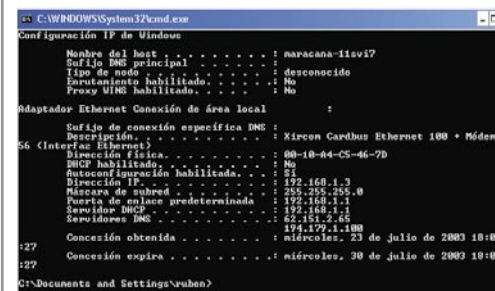 C:\WINDOWS\System32\cmd.exe
Configuración IP de Windows
Nombre del host . . . . . . . . . : maracana-11svi7
Sufijo DNS principal . . . . . . :
Tipo de nodo . . . . . . . . . . : desconocido
Enrutamiento habilitado. . . . . : No
Proxy WINS habilitado. . . . . : No
Adaptador Ethernet Conexión de área local :
Sufijo de conexión específica DNS :
Descripción. . . . . . . . . . . : Xircom Cardbus Ethernet 100 + Módem
56 (Interfaz Ethernet)
Dirección física. . . . . . . . . : 00-10-A4-C5-46-7D
DHCP habilitado. . . . . . . . . : No
Autoconfiguración habilitada. . . : Sí
Dirección IP. . . . . . . . . . . : 192.168.1.3
Máscara de subred . . . . . . . . : 255.255.255.0
Puerta de enlace predeterminada : 192.168.1.1
Servidor DHCP . . . . . . . . . . : 192.168.1.1
Servidores DNS . . . . . . . . . : 62.151.2.65
194.179.1.100
Concesión obtenida . . . . . . . : miércoles, 23 de julio de 2003 18:0
:27
Concesión expira . . . . . . . . .: miércoles, 30 de julio de 2003 18:0
:27
C:\Documents and Settings\ruben>